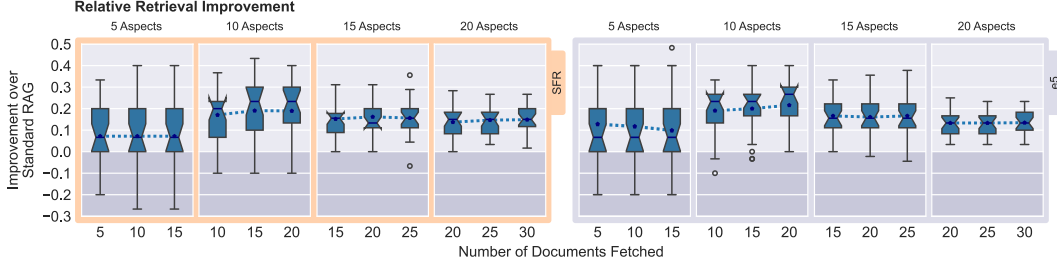 Relative Retrieval Improvement
5 Aspects 10 Aspects 15 Aspects 20 Aspects 5 Aspects 10 Aspects 15 Aspects 20 Aspects
Improvement over
Standard RAG
0.5
0.4
0.3
0.2
0.1
0.0
−0.1
−0.2
−0.3
SFR
e5
5 10 15 10 15 20 15 20 25 20 25 30 5 10 15 10 15 20 15 20 25 20 25 30
Number of Documents Fetched